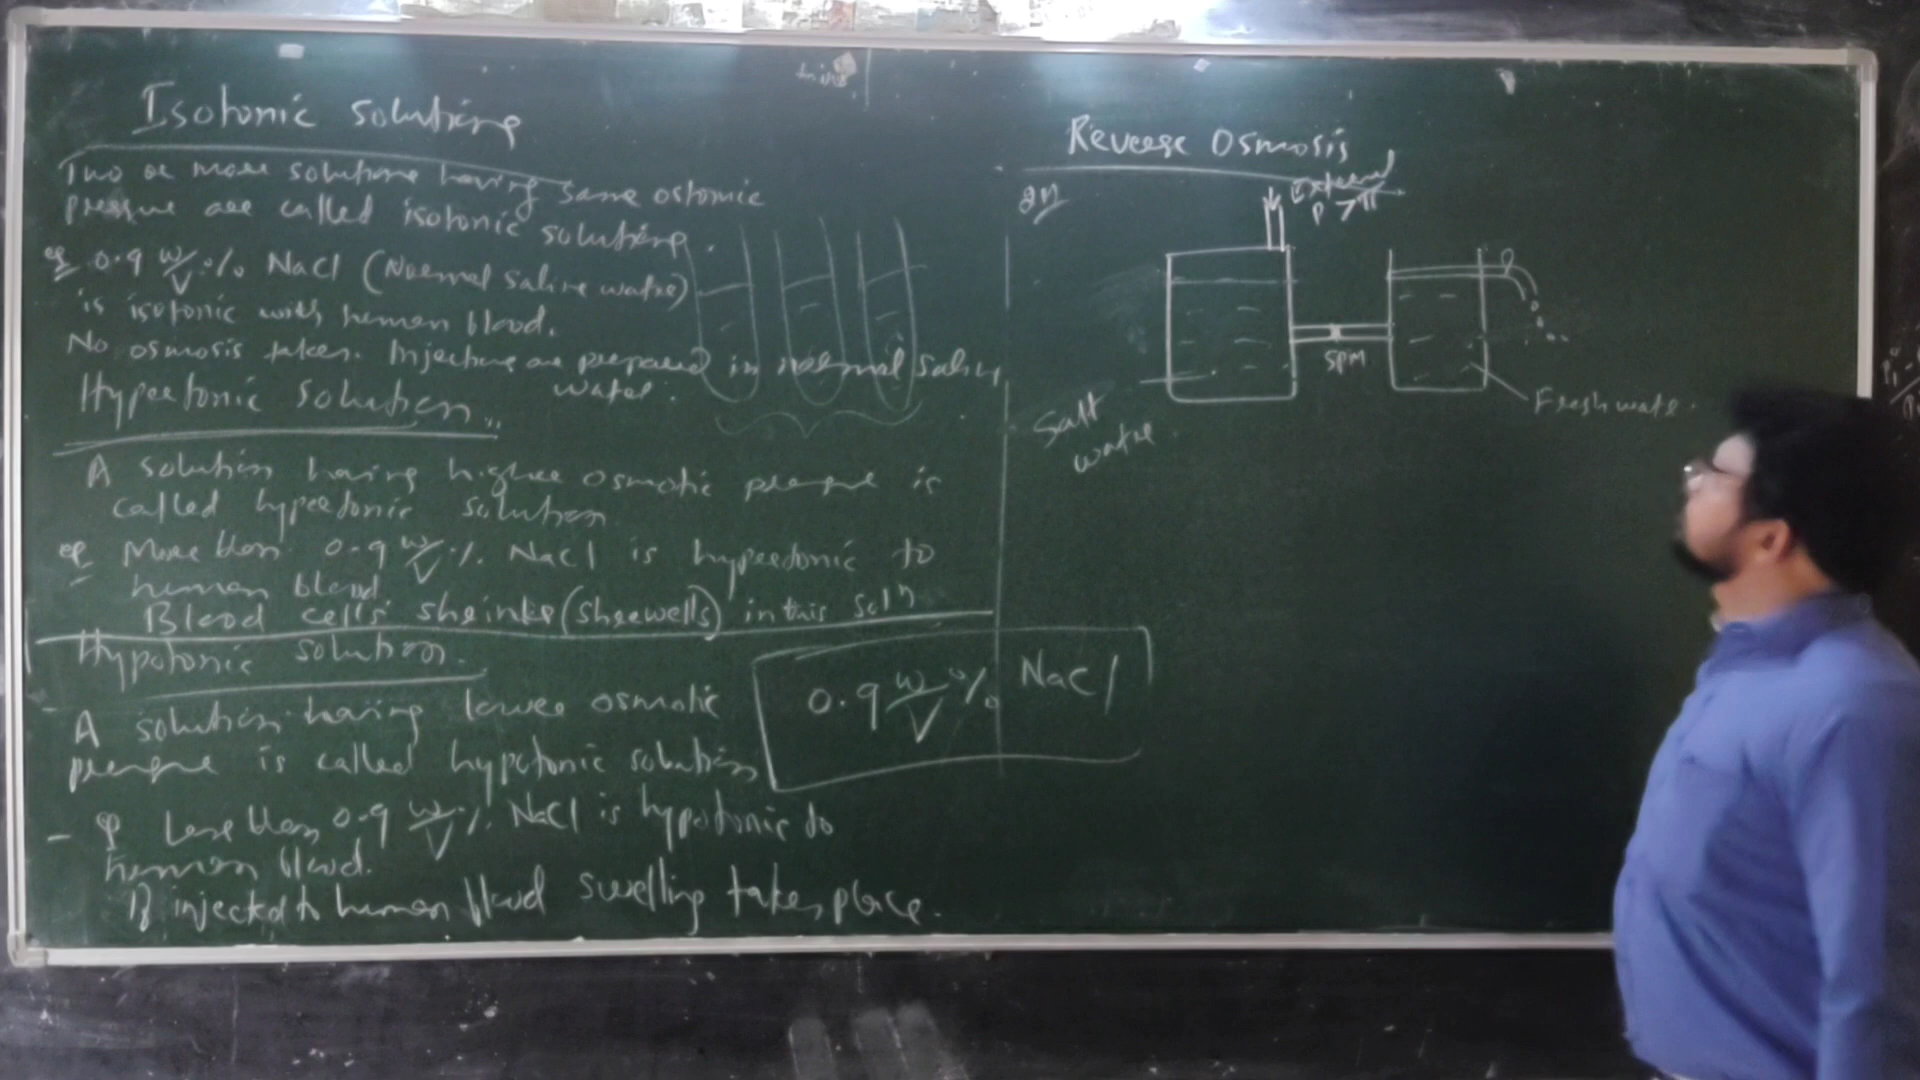 Isotonic solutions
Two or more solutions having same ostomic
pressure are called isotonic solutions.
eg 0.9 w/v % NaCl (Normal Saline water)
is isotonic with human blood.
No osmosis takes. Injections are prepared in normal saline
water.
Hypertonic solution
A solution having higher osmotic pressure is
called hypertonic solution
eg More than 0.9 w/v % NaCl is hypertonic to
human blood
Blood cells shrinks (shrewells) in this soln
Hypotonic solution.
A solution having lower osmotic
pressure is called hypotonic solution
eg Less than 0.9 w/v % NaCl is hypotonic to
human blood.
If injected to human blood swelling takes place.
0.9 w/v % NaCl
Reverse Osmosis
2M
External
P > π
SPM
Fresh water.
Salt
water